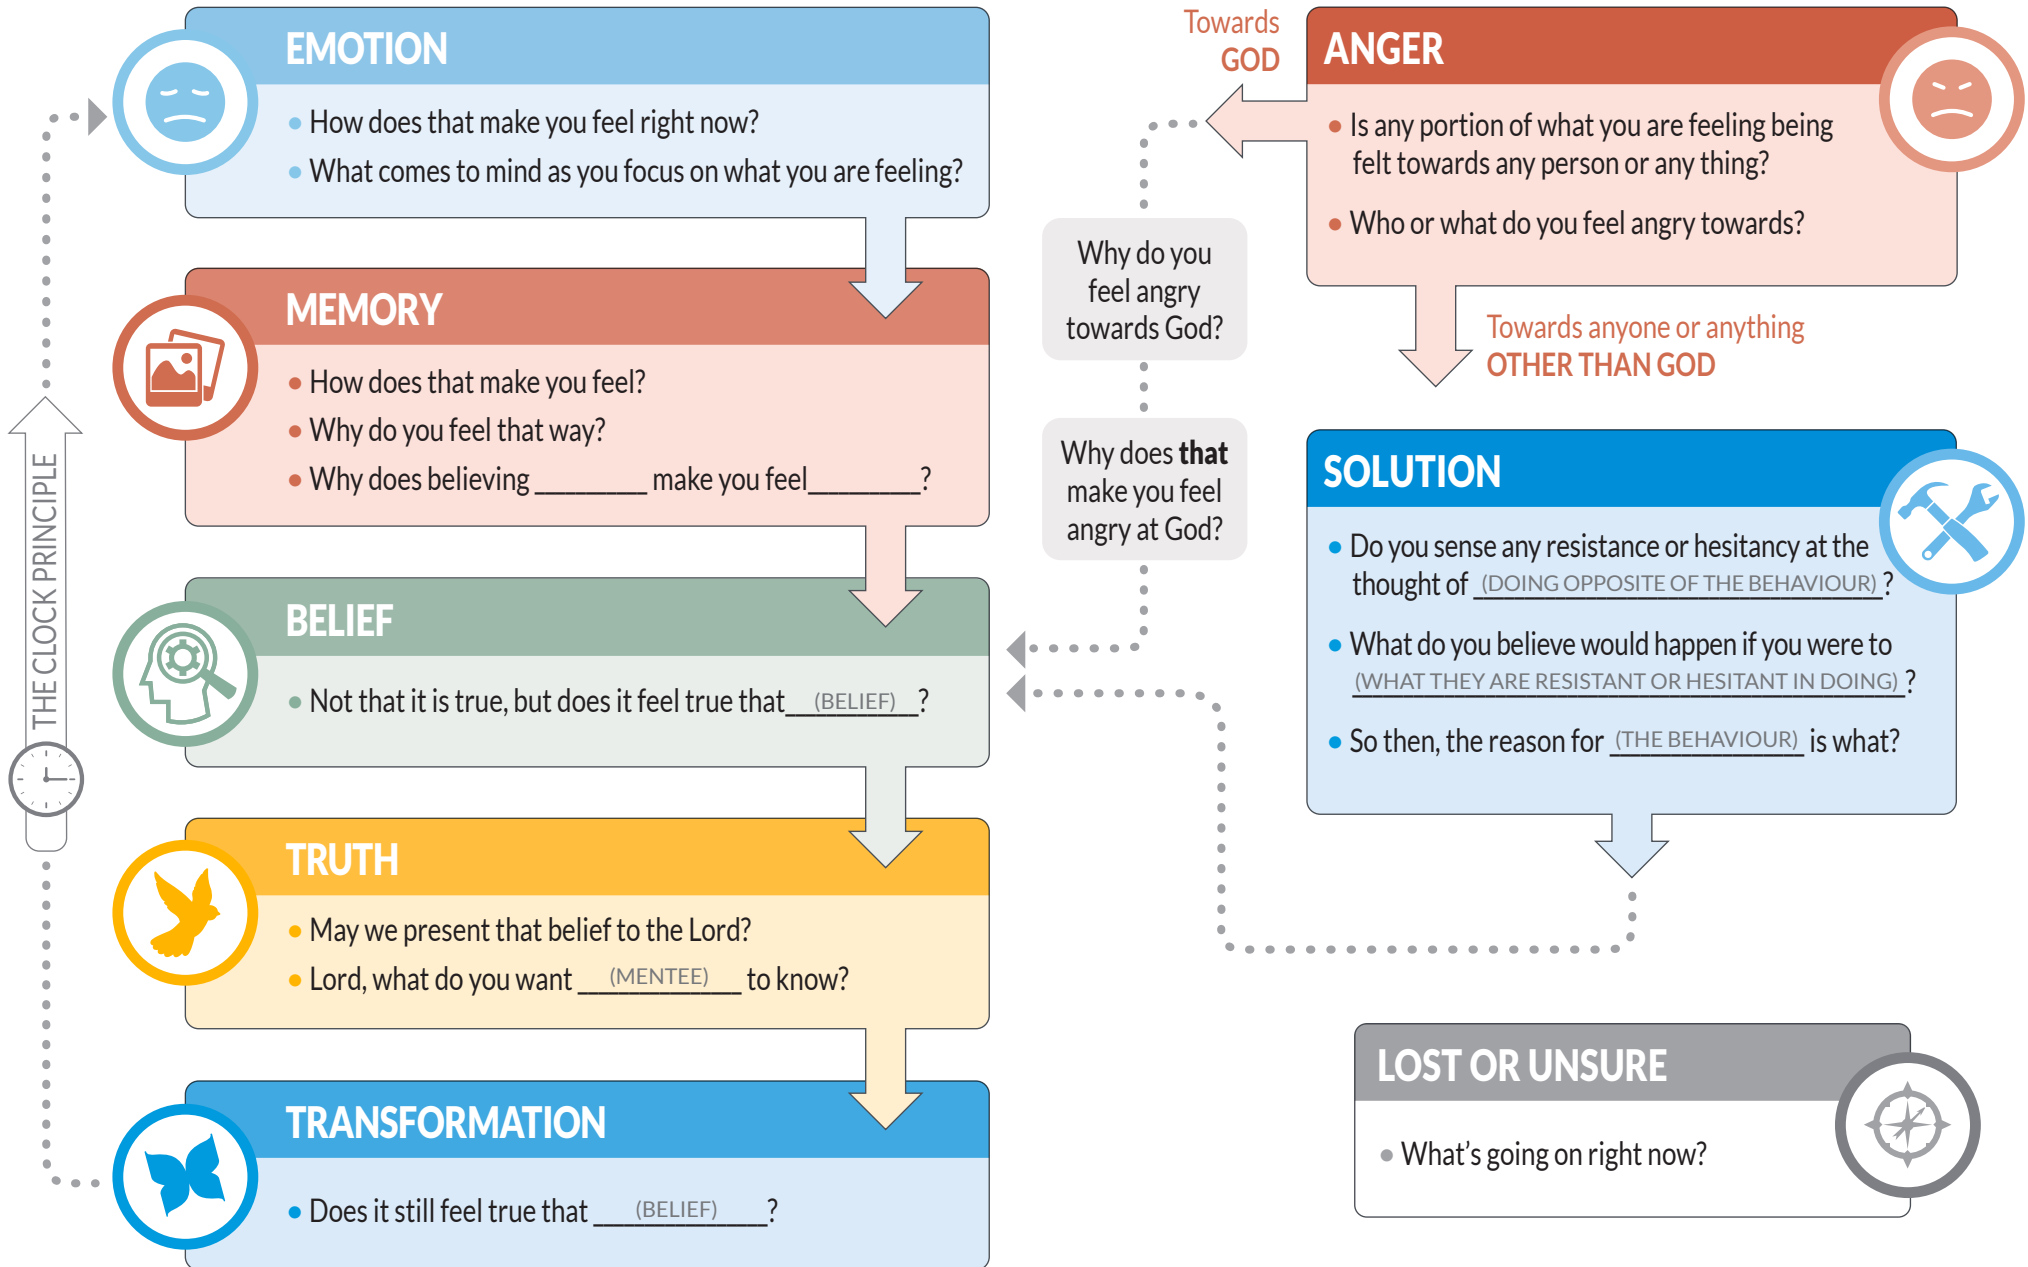 EMOTION
• How does that make you feel right now?
• What comes to mind as you focus on what you are feeling?
MEMORY
• How does that make you feel?
• Why do you feel that way?
• Why does believing __________ make you feel__________?
BELIEF
• Not that it is true, but does it feel true that (BELIEF) ?
TRUTH
• May we present that belief to the Lord?
• Lord, what do you want (MENTEE) to know?
TRANSFORMATION
• Does it still feel true that (BELIEF) ?
THE CLOCK PRINCIPLE
Towards
GOD
Why do you
feel angry
towards God?
Why does that
make you feel
angry at God?
ANGER
• Is any portion of what you are feeling being
felt towards any person or any thing?
• Who or what do you feel angry towards?
Towards anyone or anything
OTHER THAN GOD
SOLUTION
• Do you sense any resistance or hesitancy at the
thought of (DOING OPPOSITE OF THE BEHAVIOUR) ?
• What do you believe would happen if you were to
(WHAT THEY ARE RESISTANT OR HESITANT IN DOING) ?
• So then, the reason for (THE BEHAVIOUR) is what?
LOST OR UNSURE
• What's going on right now?